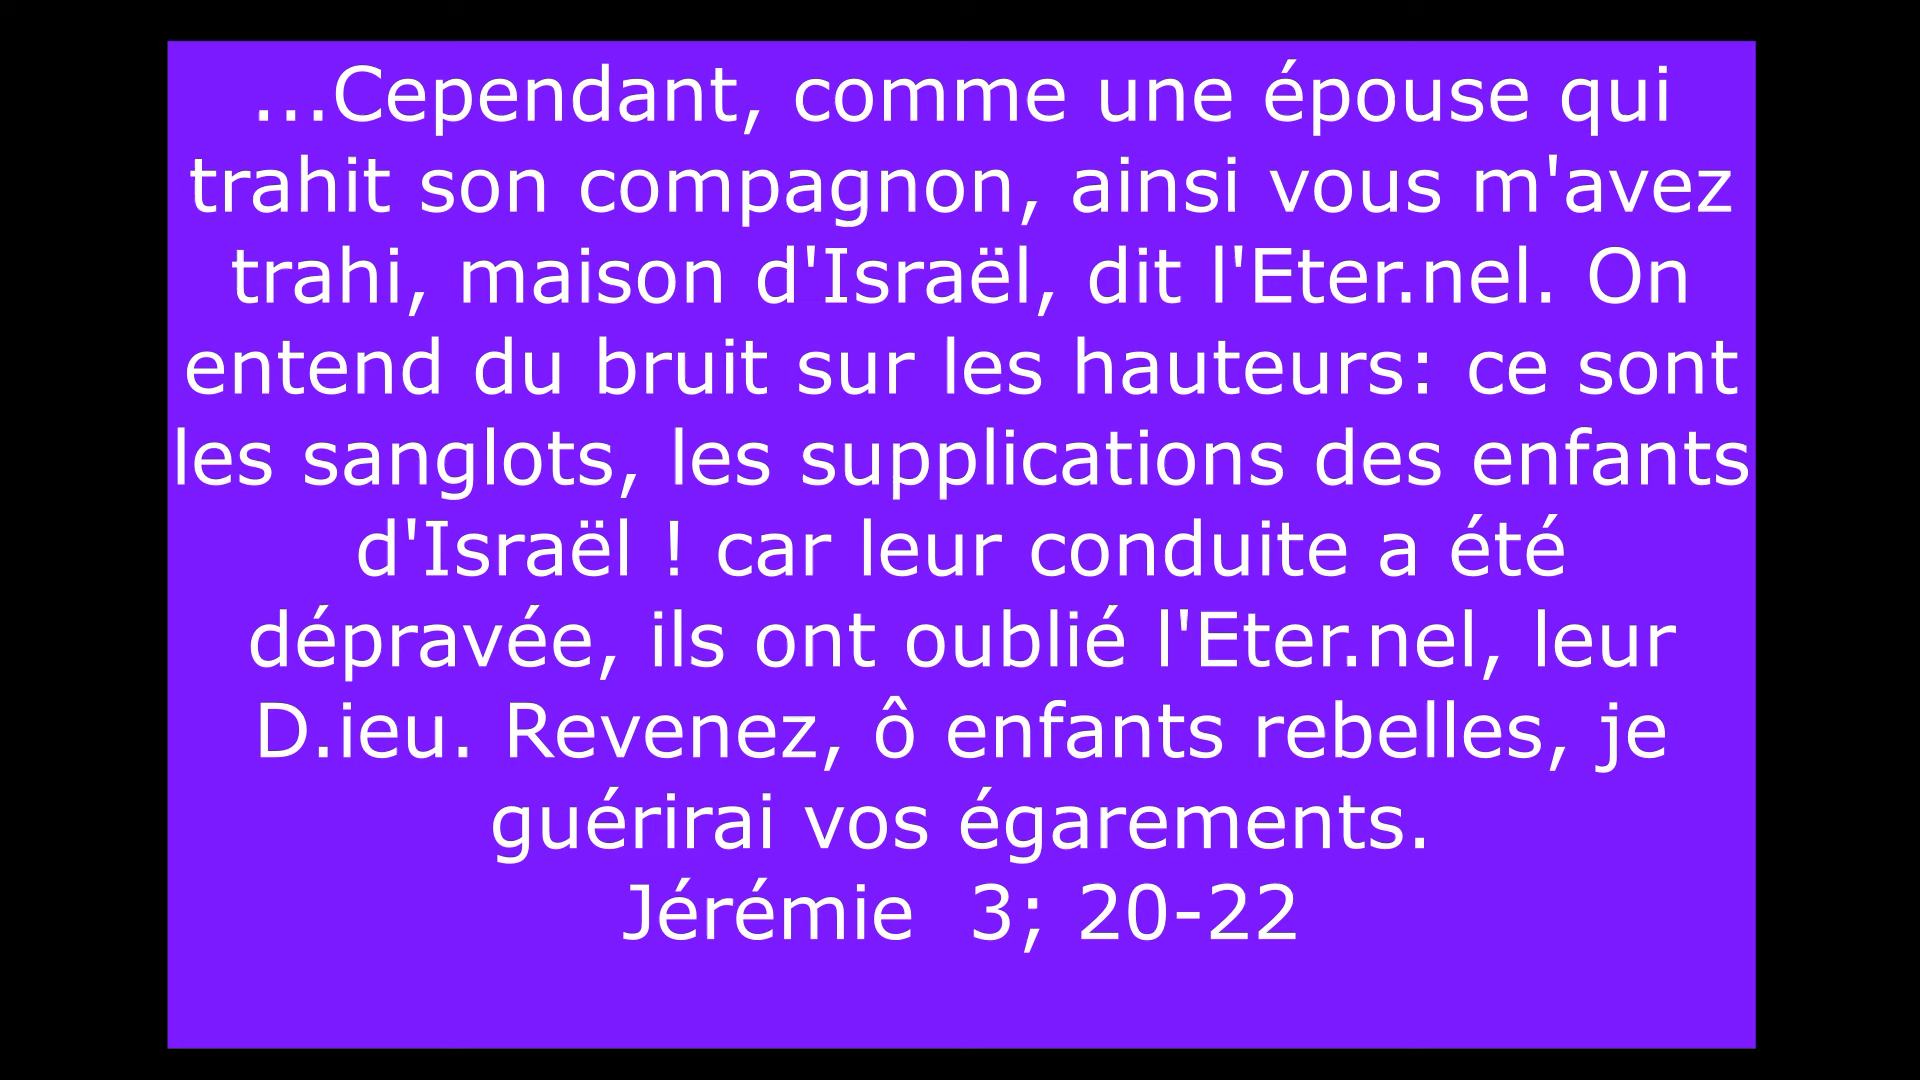 ...Cependant, comme une épouse qui
trahit son compagnon, ainsi vous m'avez
trahi, maison d'Israël, dit l'Eter.nel. On
entend du bruit sur les hauteurs: ce sont
les sanglots, les supplications des enfants
d'Israël ! car leur conduite a été
dépravée, ils ont oublié l'Eter.nel, leur
D.ieu. Revenez, ô enfants rebelles, je
guérirai vos égarements.
Jérémie  3; 20-22